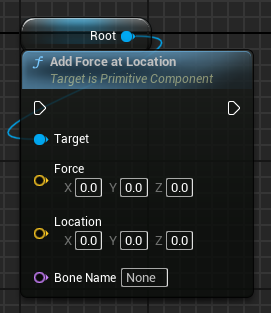 Root
Add Force at Location
Target is Primitive Component
Target
Force
X 0.0 Y 0.0 Z 0.0
Location
X 0.0 Y 0.0 Z 0.0
Bone Name None